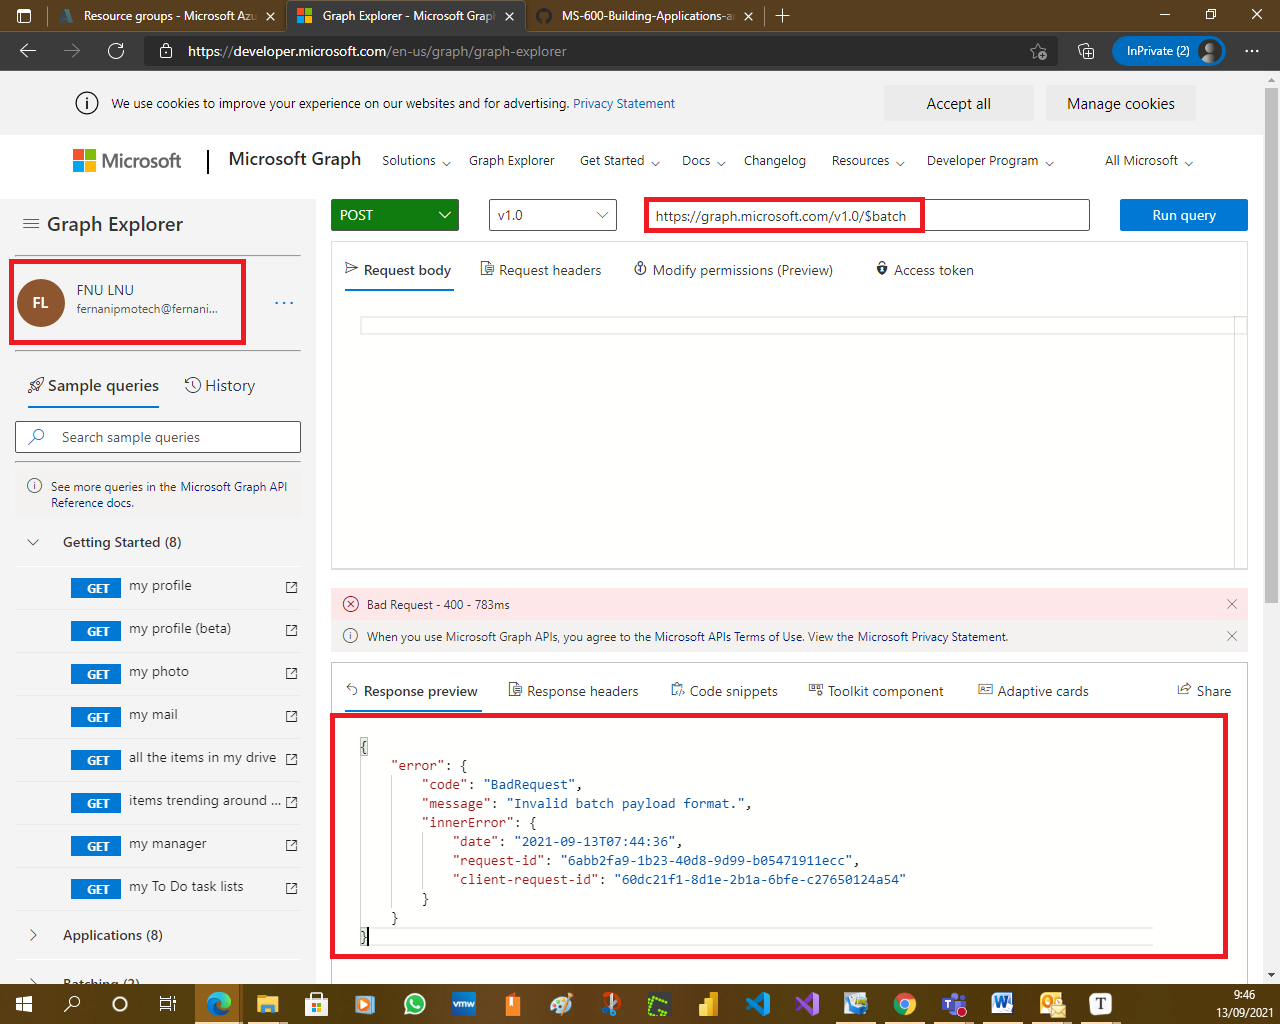 Resource groups - Microsoft Azu
Graph Explorer - Microsoft Graph
MS-600-Building-Applications-an
https://developer.microsoft.com/en-us/graph/graph-explorer
InPrivate (2)
We use cookies to improve your experience on our websites and for advertising. Privacy Statement
Accept all
Manage cookies
Microsoft
Microsoft Graph
Solutions
Graph Explorer
Get Started
Docs
Changelog
Resources
Developer Program
All Microsoft
Graph Explorer
POST
v1.0
https://graph.microsoft.com/v1.0/$batch
Run query
FL
FNU LNU
fernanipmotech@fernani...
Request body
Request headers
Modify permissions (Preview)
Access token
Sample queries
History
Search sample queries
See more queries in the Microsoft Graph API
Reference docs.
Getting Started (8)
GET my profile
GET my profile (beta)
GET my photo
GET my mail
GET all the items in my drive
GET items trending around ...
GET my manager
GET my To Do task lists
Applications (8)
Batching (2)
Bad Request - 400 - 783ms
When you use Microsoft Graph APIs, you agree to the Microsoft APIs Terms of Use. View the Microsoft Privacy Statement.
Response preview
Response headers
Code snippets
Toolkit component
Adaptive cards
Share
{
"error": {
"code": "BadRequest",
"message": "Invalid batch payload format.",
"innerError": {
"date": "2021-09-13T07:44:36",
"request-id": "6abb2fa9-1b23-40d8-9d99-b05471911ecc",
"client-request-id": "60dc21f1-8d1e-2b1a-6bfe-c27650124a54"
}
}
}
vmw
T
9:46
13/09/2021